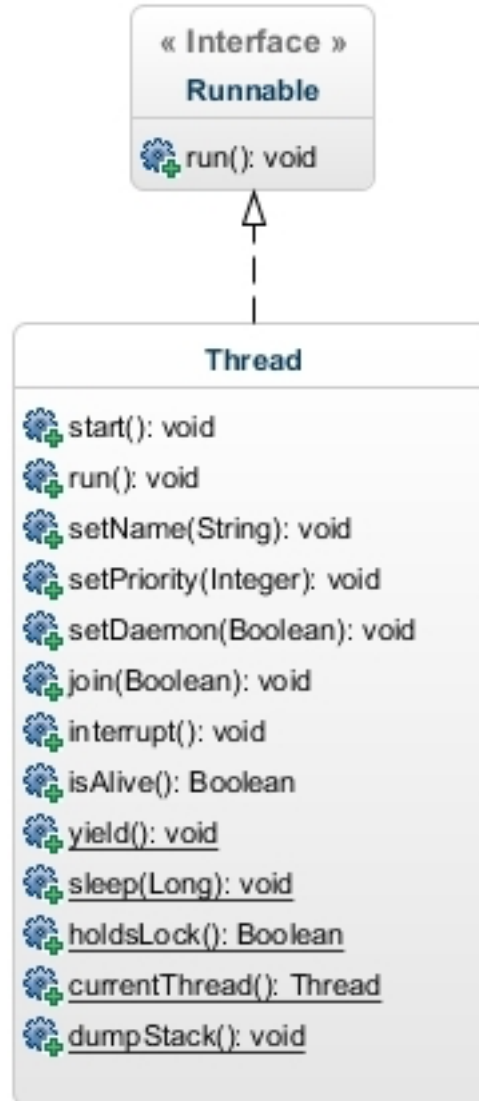 « Interface »
Runnable
run(): void
Thread
start(): void
run(): void
setName(String): void
setPriority(Integer): void
setDaemon(Boolean): void
join(Boolean): void
interrupt(): void
isAlive(): Boolean
yield(): void
sleep(Long): void
holdsLock(): Boolean
currentThread(): Thread
dumpStack(): void